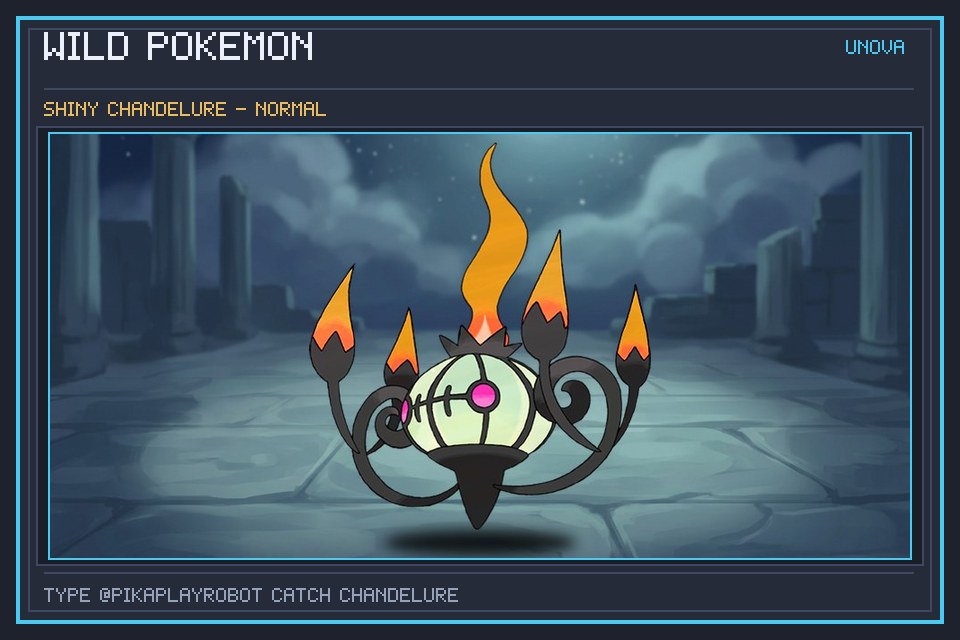 WILD POKEMON
UNOVA
SHINY CHANDELURE - NORMAL
TYPE @PIKAPLAYROBOT CATCH CHANDELURE